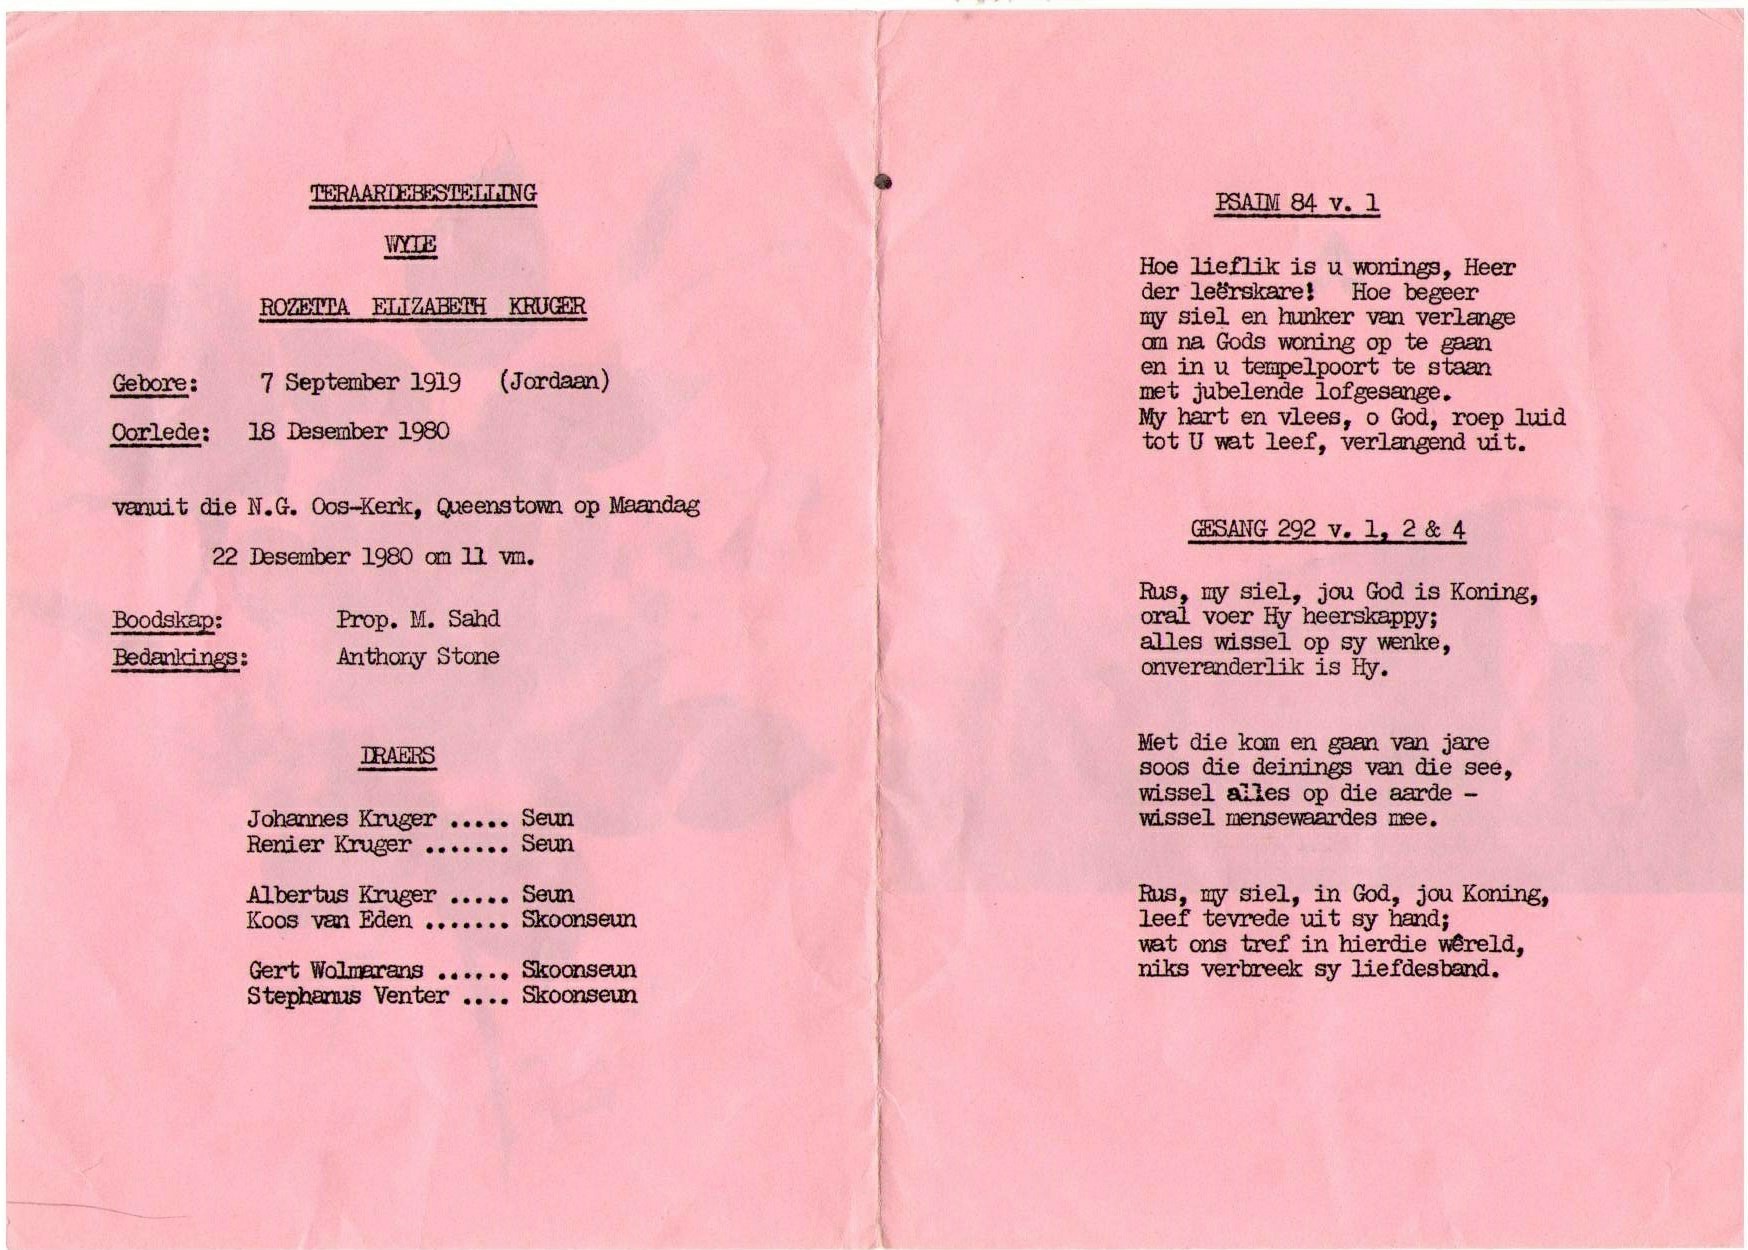 TERAARDEBESTELLING
WYLE
ROZETTA ELIZABETH KRUGER
Gebore: 7 September 1919 (Jordaan)
Oorlede: 18 Desember 1980
vanuit die N.G. Oos-Kerk, Queenstown op Maandag
22 Desember 1980 om 11 vm.
Boodskap: Prop. M. Sahd
Bedankings: Anthony Stone
DRAERS
Johannes Kruger ..... Seun
Renier Kruger ....... Seun
Albertus Kruger ..... Seun
Koos van Eden ....... Skoonseun
Gert Wolmarans ...... Skoonseun
Stephanus Venter .... Skoonseun
PSALM 84 v. 1
Hoe lieflik is u wonings, Heer
der leërskare! Hoe begeer
my siel en hunker van verlange
om na Gods woning op te gaan
en in u tempelpoort te staan
met jubelende lofgesange.
My hart en vlees, o God, roep luid
tot U wat leef, verlangend uit.
GESANG 292 v. 1, 2 & 4
Rus, my siel, jou God is Koning,
oral voer Hy heerskappy;
alles wissel op sy wenke,
onveranderlik is Hy.
Met die kom en gaan van jare
soos die deinings van die see,
wissel alles op die aarde -
wissel mensewaardes mee.
Rus, my siel, in God, jou Koning,
leef tevrede uit sy hand;
wat ons tref in hierdie wêreld,
niks verbreek sy liefdesband.